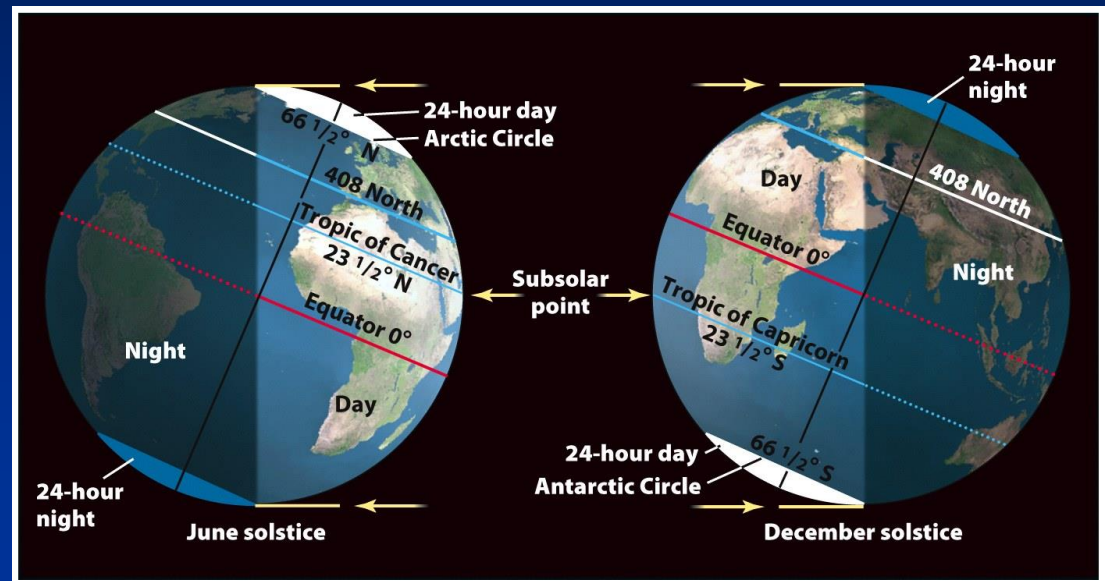 24-hour day
Arctic Circle
66 1/2° N
408 North
Tropic of Cancer
23 1/2° N
Equator 0°
Night
Day
24-hour
night
June solstice
Subsolar
point
24-hour
night
Day
408 North
Equator 0°
Night
Tropic of Capricorn
23 1/2° S
66 1/2° S
24-hour day
Antarctic Circle
December solstice